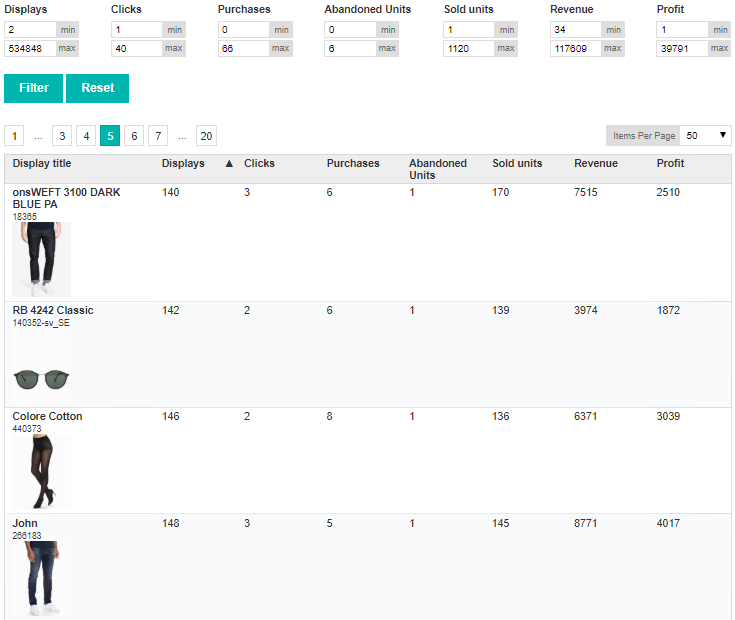 Displays Clicks Purchases Abandoned Units Sold units Revenue Profit
2 min 1 min 0 min 0 min 1 min 34 min 1 min
534848 max 40 max 66 max 6 max 1120 max 117609 max 39791 max
Filter Reset
1 ... 3 4 5 6 7 ... 20 Items Per Page 50 ▼
Display title Displays ▲ Clicks Purchases Abandoned Sold units Revenue Profit
Units
onsWEFT 3100 DARK 140 3 6 1 170 7515 2510
BLUE PA
18365
RB 4242 Classic 142 2 6 1 139 3974 1872
140352-sv_SE
Colore Cotton 146 2 8 1 136 6371 3039
440373
John 148 3 5 1 145 8771 4017
266183